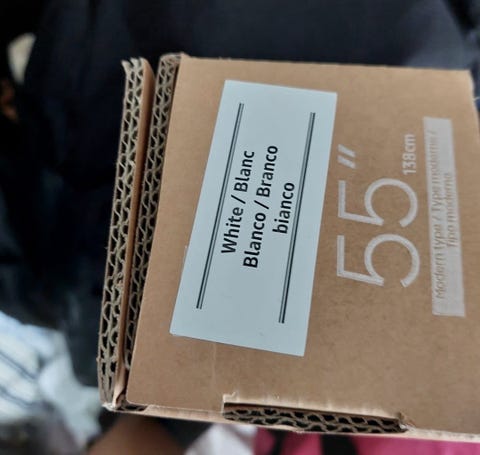 White / Blanc
Blanco / Branco
bianco
55″
138cm
Modern type / Type moderne /
Tipo moderno